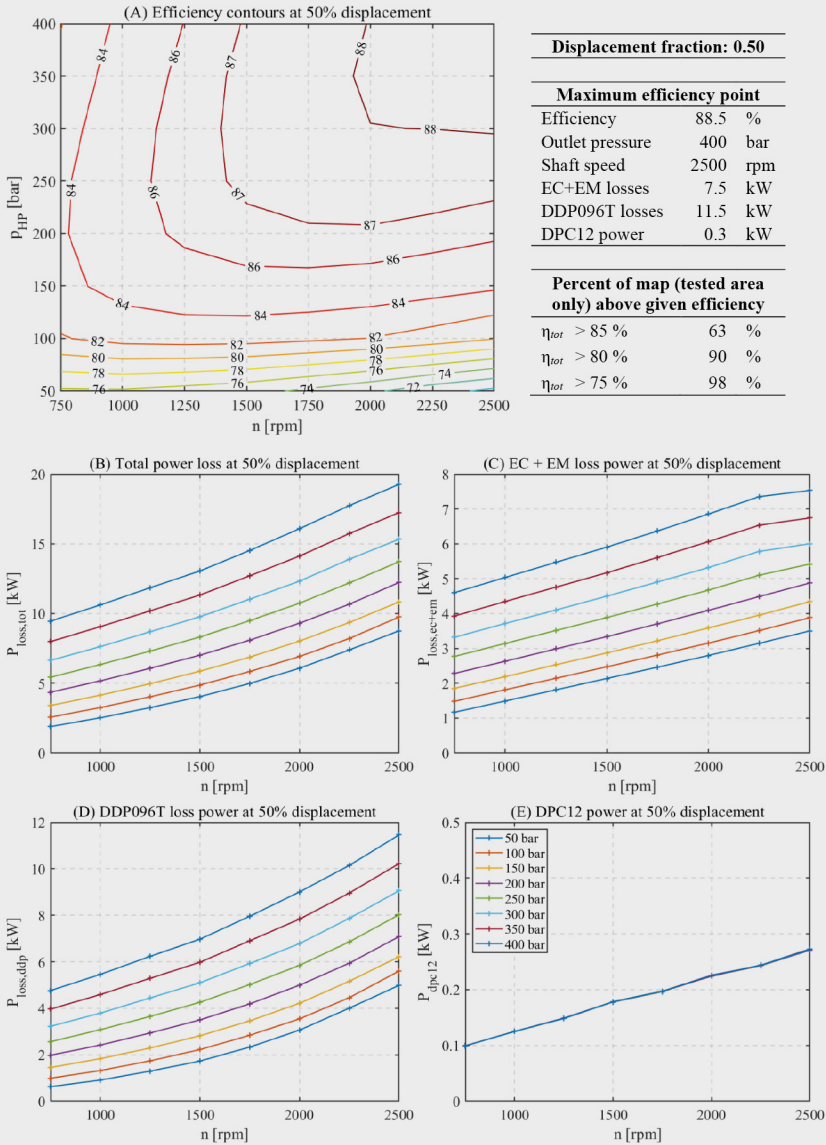 (A) Efficiency contours at 50% displacement
400
350
300
250
200
150
100
50
p_HP [bar]
84
86
87
88
88
84
86
87
87
86
84
84
82
82
82
80
80
80
78
78
78
76
76
76
74
74
72
750 1000 1250 1500 1750 2000 2250 2500
n [rpm]
Displacement fraction: 0.50
Maximum efficiency point
Efficiency 88.5 %
Outlet pressure 400 bar
Shaft speed 2500 rpm
EC+EM losses 7.5 kW
DDP096T losses 11.5 kW
DPC12 power 0.3 kW
Percent of map (tested area
only) above given efficiency
η_tot > 85 % 63 %
η_tot > 80 % 90 %
η_tot > 75 % 98 %
(B) Total power loss at 50% displacement
20
15
10
5
0
P_loss,tot [kW]
1000 1500 2000 2500
n [rpm]
(C) EC + EM loss power at 50% displacement
8
7
6
5
4
3
2
1
0
P_loss,ec+em [kW]
1000 1500 2000 2500
n [rpm]
(D) DDP096T loss power at 50% displacement
12
10
8
6
4
2
0
P_loss,ddp [kW]
1000 1500 2000 2500
n [rpm]
(E) DPC12 power at 50% displacement
0.5
0.4
0.3
0.2
0.1
0
P_dpc12 [kW]
50 bar
100 bar
150 bar
200 bar
250 bar
300 bar
350 bar
400 bar
1000 1500 2000 2500
n [rpm]